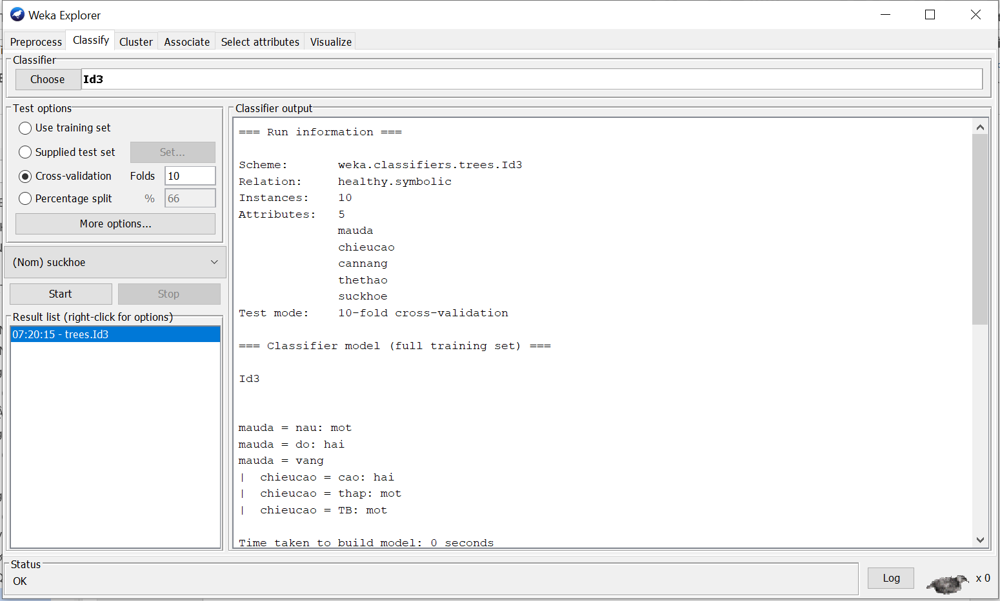 Weka Explorer
Preprocess Classify Cluster Associate Select attributes Visualize
Classifier
Choose Id3
Test options
Use training set
Supplied test set Set...
Cross-validation Folds 10
Percentage split % 66
More options...
(Nom) suckhoe
Start Stop
Result list (right-click for options)
07:20:15 - trees.Id3
Classifier output
=== Run information ===
Scheme: weka.classifiers.trees.Id3
Relation: healthy.symbolic
Instances: 10
Attributes: 5
mauda
chieucao
cannang
thethao
suckhoe
Test mode: 10-fold cross-validation
=== Classifier model (full training set) ===
Id3
mauda = nau: mot
mauda = do: hai
mauda = vang
| chieucao = cao: hai
| chieucao = thap: mot
| chieucao = TB: mot
Time taken to build model: 0 seconds
Status
OK
Log x 0